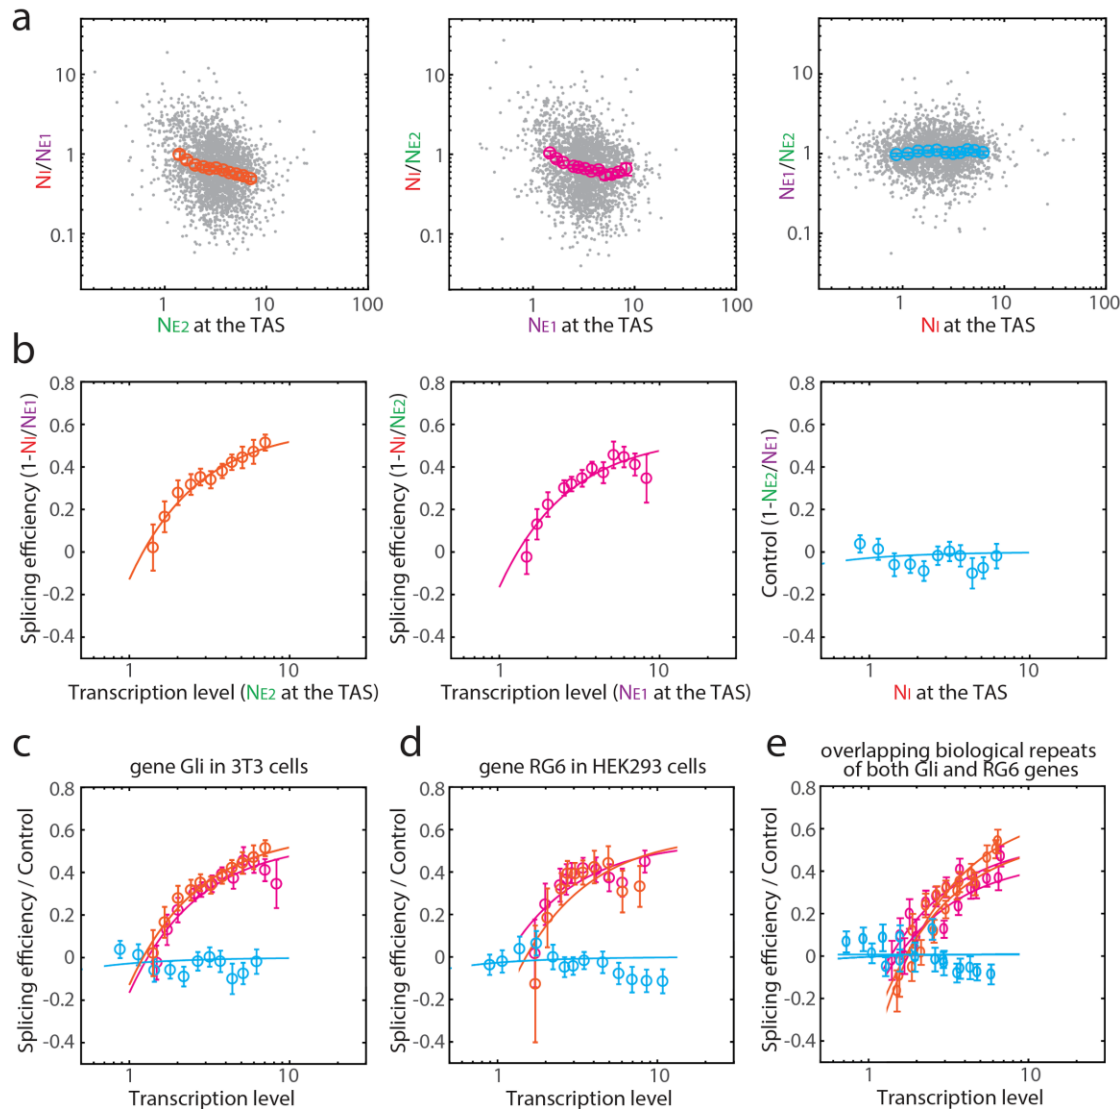 a
10
1
0.1
NI/NE1
1
10
100
NE2 at the TAS
10
1
0.1
NI/NE2
1
10
100
NE1 at the TAS
10
1
0.1
NE1/NE2
1
10
100
NI at the TAS
b
0.8
0.6
0.4
0.2
0
-0.2
-0.4
Splicing efficiency (1-NI/NE1)
1
10
Transcription level (NE2 at the TAS)
0.8
0.6
0.4
0.2
0
-0.2
-0.4
Splicing efficiency (1-NI/NE2)
1
10
Transcription level (NE1 at the TAS)
0.8
0.6
0.4
0.2
0
-0.2
-0.4
Control (1-NE2/NE1)
1
10
NI at the TAS
c
gene Gli in 3T3 cells
0.8
0.6
0.4
0.2
0
-0.2
-0.4
Splicing efficiency / Control
1
10
Transcription level
d
gene RG6 in HEK293 cells
0.8
0.6
0.4
0.2
0
-0.2
-0.4
Splicing efficiency / Control
1
10
Transcription level
e
overlapping biological repeats
of both Gli and RG6 genes
0.8
0.6
0.4
0.2
0
-0.2
-0.4
Splicing efficiency / Control
1
10
Transcription level